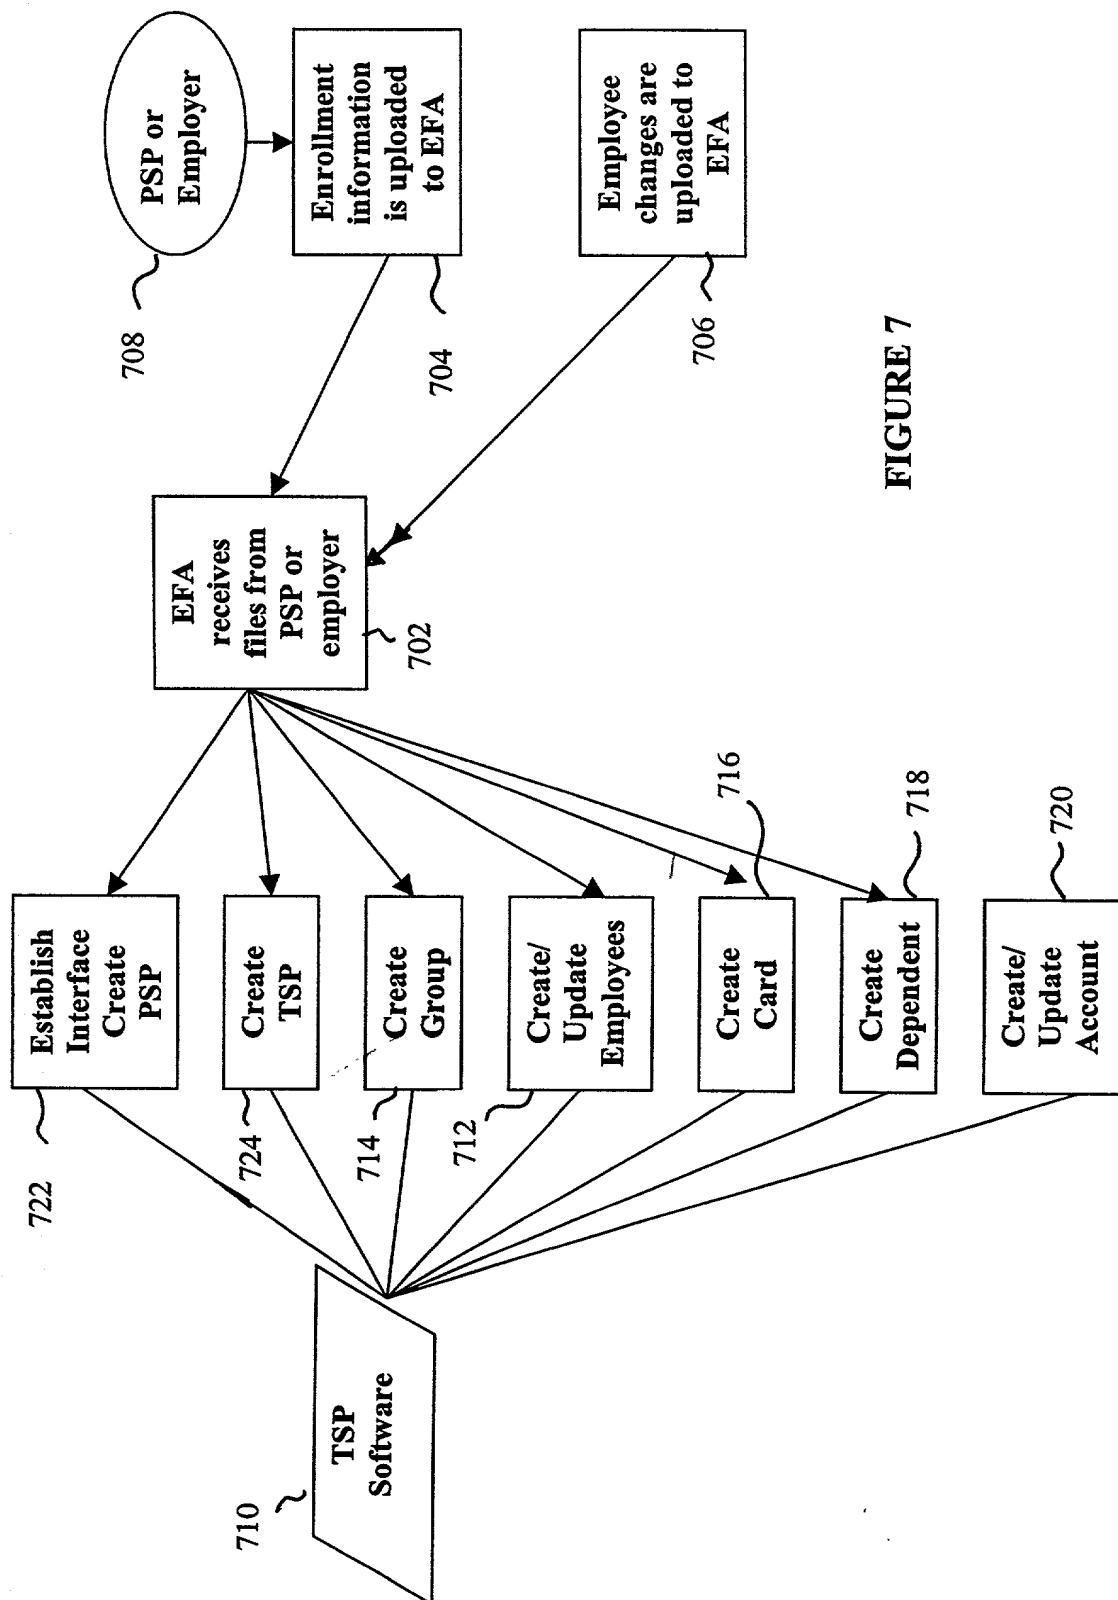 PSP or
Employer
708
Enrollment
information
is uploaded
to EFA
704
Employee
changes are
uploaded to
EFA
706
EFA
receives
files from
PSP or
employer
702
Establish
Interface
Create
PSP
722
Create
TSP
724
Create
Group
714
Create/
Update
Employees
712
Create
Card
716
Create
Dependent
718
Create/
Update
Account
720
TSP
Software
710
FIGURE 7